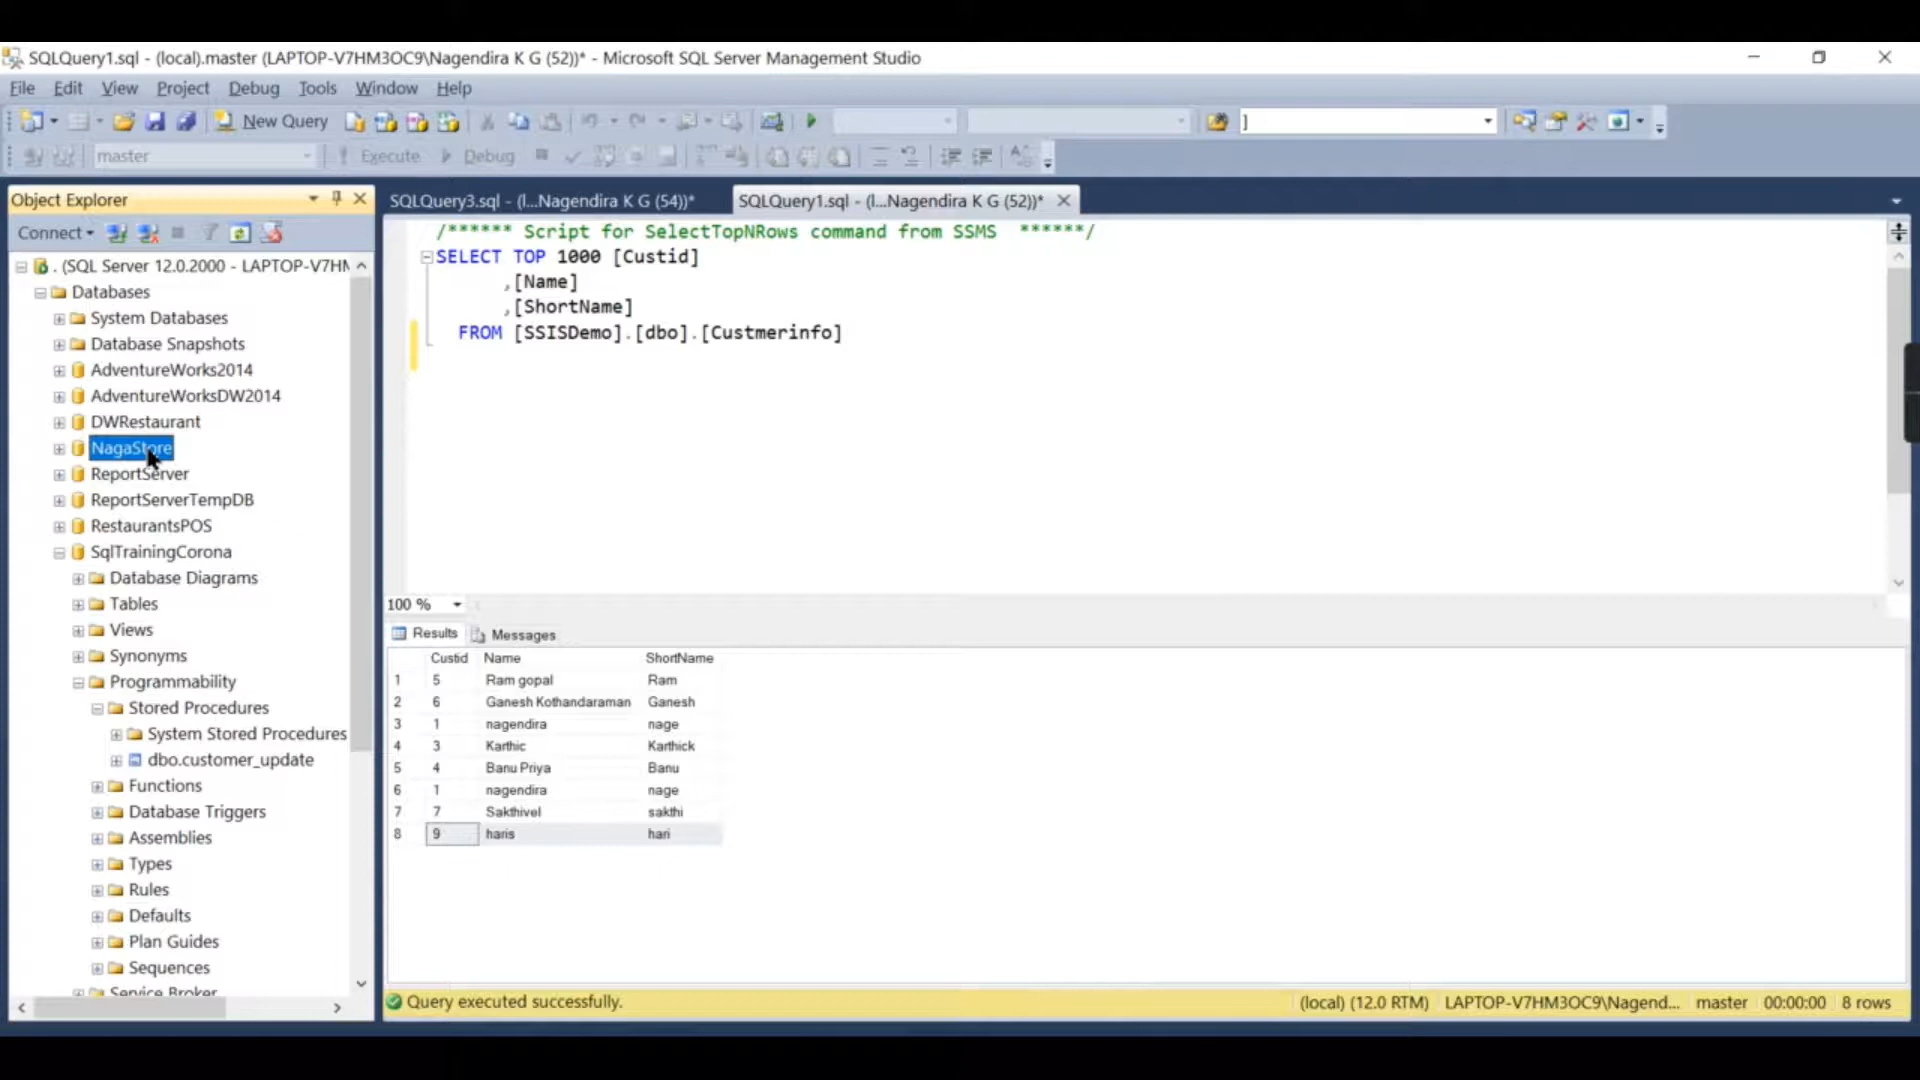 SQLQuery1.sql - (local).master (LAPTOP-V7HM3OC9\Nagendira K G (52))* - Microsoft SQL Server Management Studio
File Edit View Project Debug Tools Window Help
New Query ]
master Execute Debug
Object Explorer
SQLQuery3.sql - (l...Nagendira K G (54))* SQLQuery1.sql - (l...Nagendira K G (52))*
Connect
. (SQL Server 12.0.2000 - LAPTOP-V7HM
Databases
System Databases
Database Snapshots
AdventureWorks2014
AdventureWorksDW2014
DWRestaurant
NagaStore
ReportServer
ReportServerTempDB
RestaurantsPOS
SqlTrainingCorona
Database Diagrams
Tables
Views
Synonyms
Programmability
Stored Procedures
System Stored Procedures
dbo.customer_update
Functions
Database Triggers
Assemblies
Types
Rules
Defaults
Plan Guides
Sequences
Service Broker
/****** Script for SelectTopNRows command from SSMS ******/
SELECT TOP 1000 [Custid]
,[Name]
,[ShortName]
FROM [SSISDemo].[dbo].[Custmerinfo]
100 %
Results Messages
Custid Name ShortName
1 5 Ram gopal Ram
2 6 Ganesh Kothandaraman Ganesh
3 1 nagendira nage
4 3 Karthic Karthick
5 4 Banu Priya Banu
6 1 nagendira nage
7 7 Sakthivel sakthi
8 9 haris hari
Query executed successfully. (local) (12.0 RTM) LAPTOP-V7HM3OC9\Nagend... master 00:00:00 8 rows